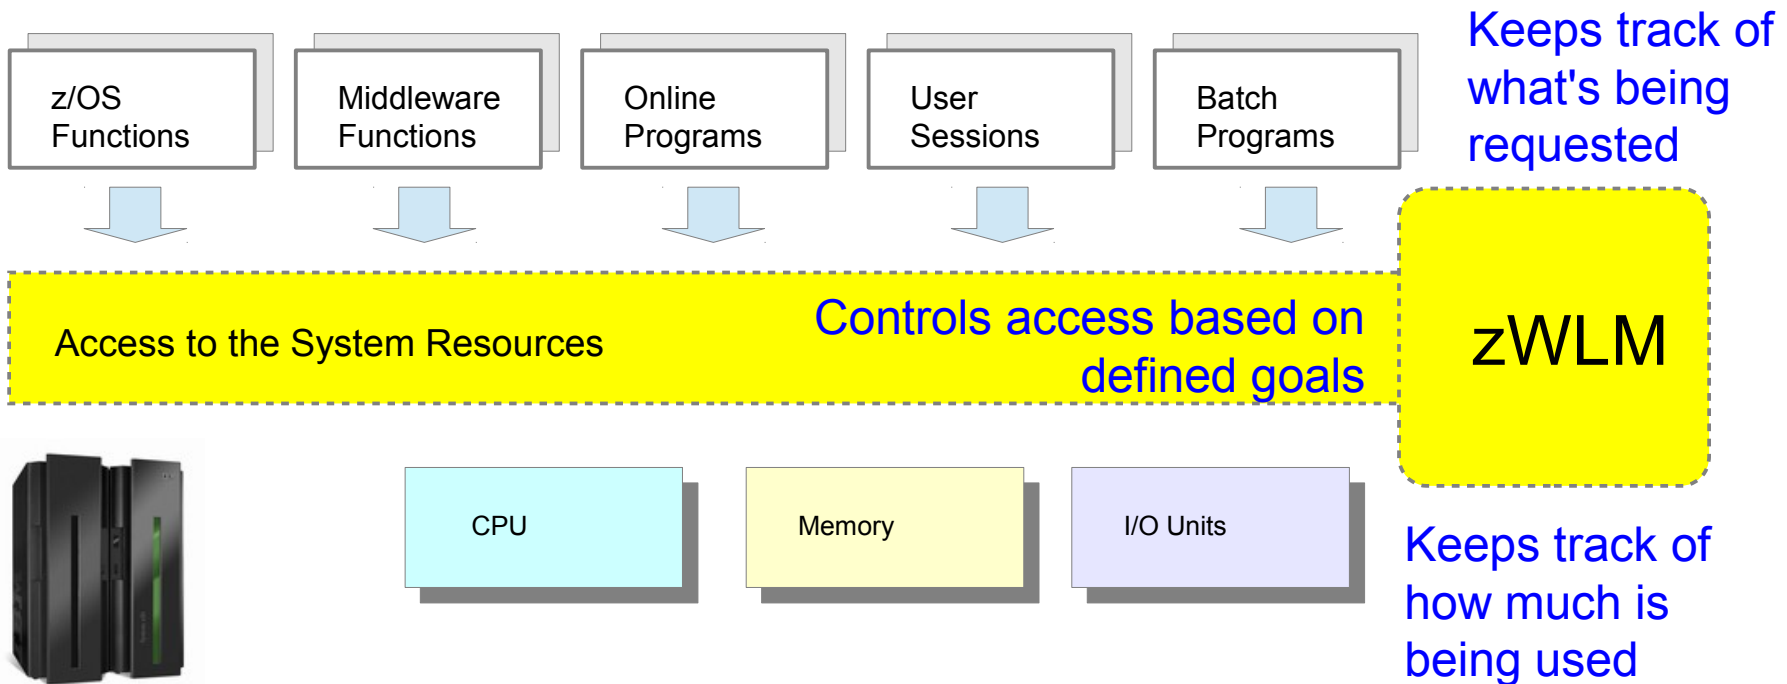 z/OS
Functions
Middleware
Functions
Online
Programs
User
Sessions
Batch
Programs
Keeps track of
what's being
requested
Access to the System Resources
Controls access based on
defined goals
zWLM
CPU
Memory
I/O Units
Keeps track of
how much is
being used